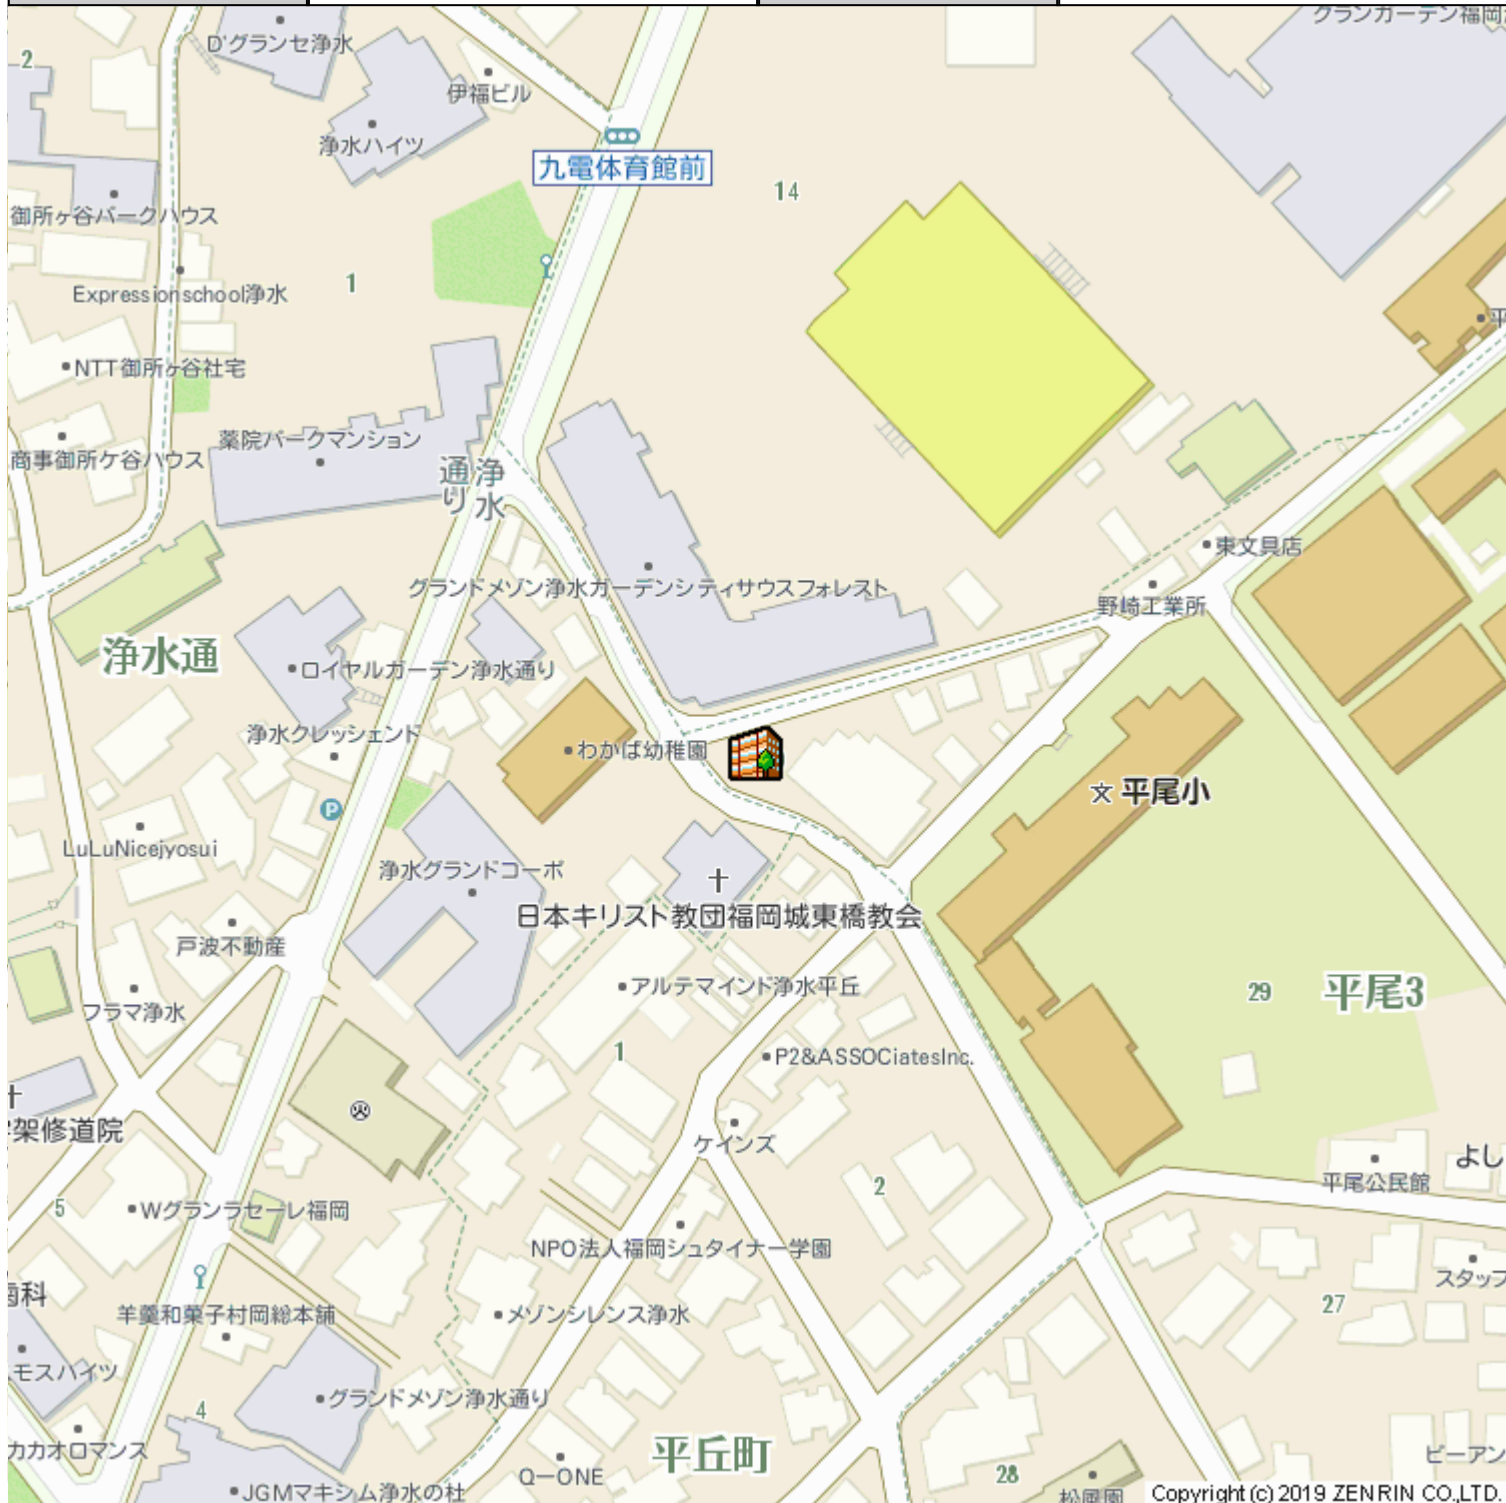 グランガーデン福岡
D'グランセ浄水
2
伊福ビル
浄水ハイツ
九電体育館前
14
御所ヶ谷パークハウス
1
Expressionschool浄水
平
NTT御所ヶ谷社宅
薬院パークマンション
商事御所ケ谷ハウス
浄水
通り
東文具店
グランドメゾン浄水ガーデンシティサウスフォレスト
野崎工業所
浄水通
ロイヤルガーデン浄水通り
浄水クレッシェンド
わかば幼稚園
文 平尾小
P
LuLuNicejyosui
浄水グランドコーポ
日本キリスト教団福岡城東橋教会
戸波不動産
アルテマインド浄水平丘
29
平尾3
フラマ浄水
1
P2&ASSOCiatesInc.
架修道院
ケインズ
よし
平尾公民館
2
5
Wグランラセーレ福岡
NPO法人福岡シュタイナー学園
スタッフ
歯科
27
羊羹和菓子村岡総本舗
メゾンシレンス浄水
モスハイツ
グランドメゾン浄水通り
4
カカオロマンス
平丘町
ビーアン
Q-ONE
28
JGMマキシム浄水の杜
松風園
Copyright (c) 2019 ZENRIN CO.,LTD